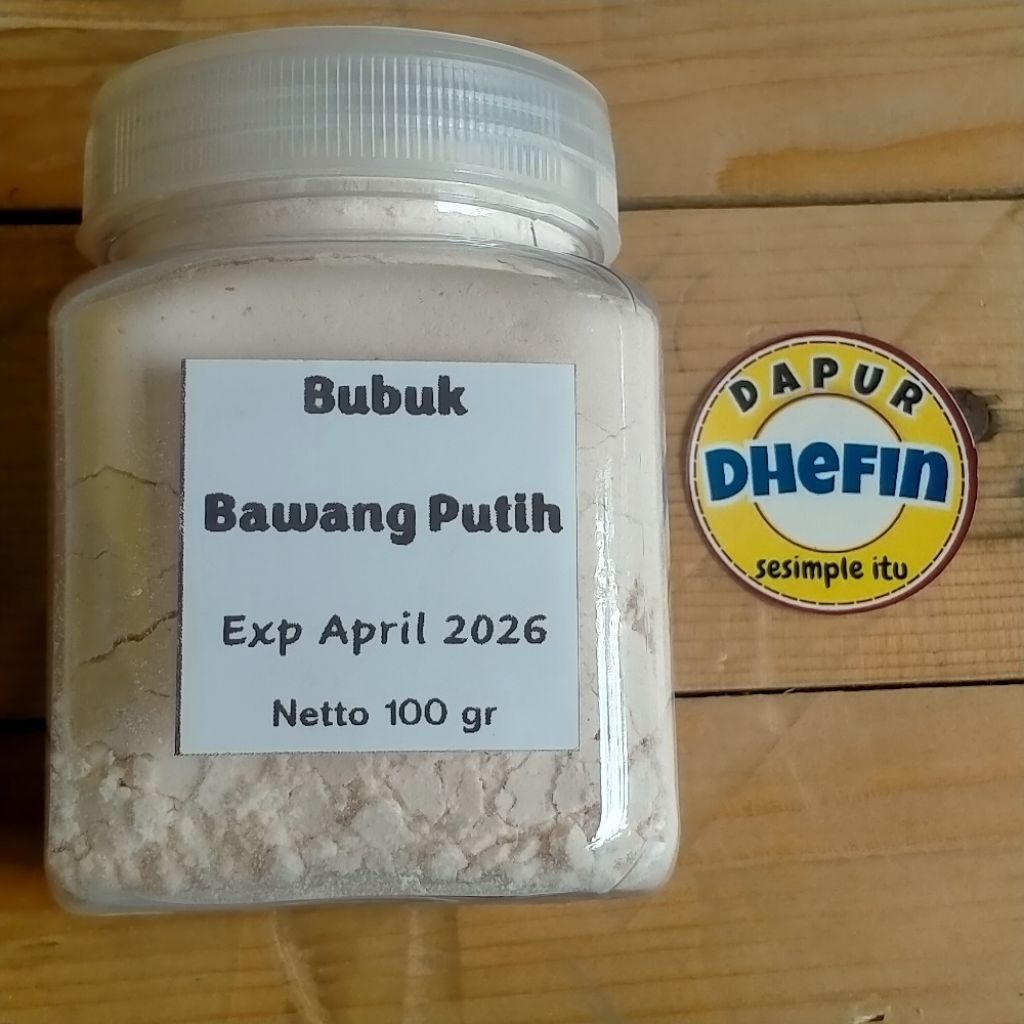 Bubuk
Bawang Putih
Exp April 2026
Netto 100 gr
DAPUR
DHeFIN
sesimple itu